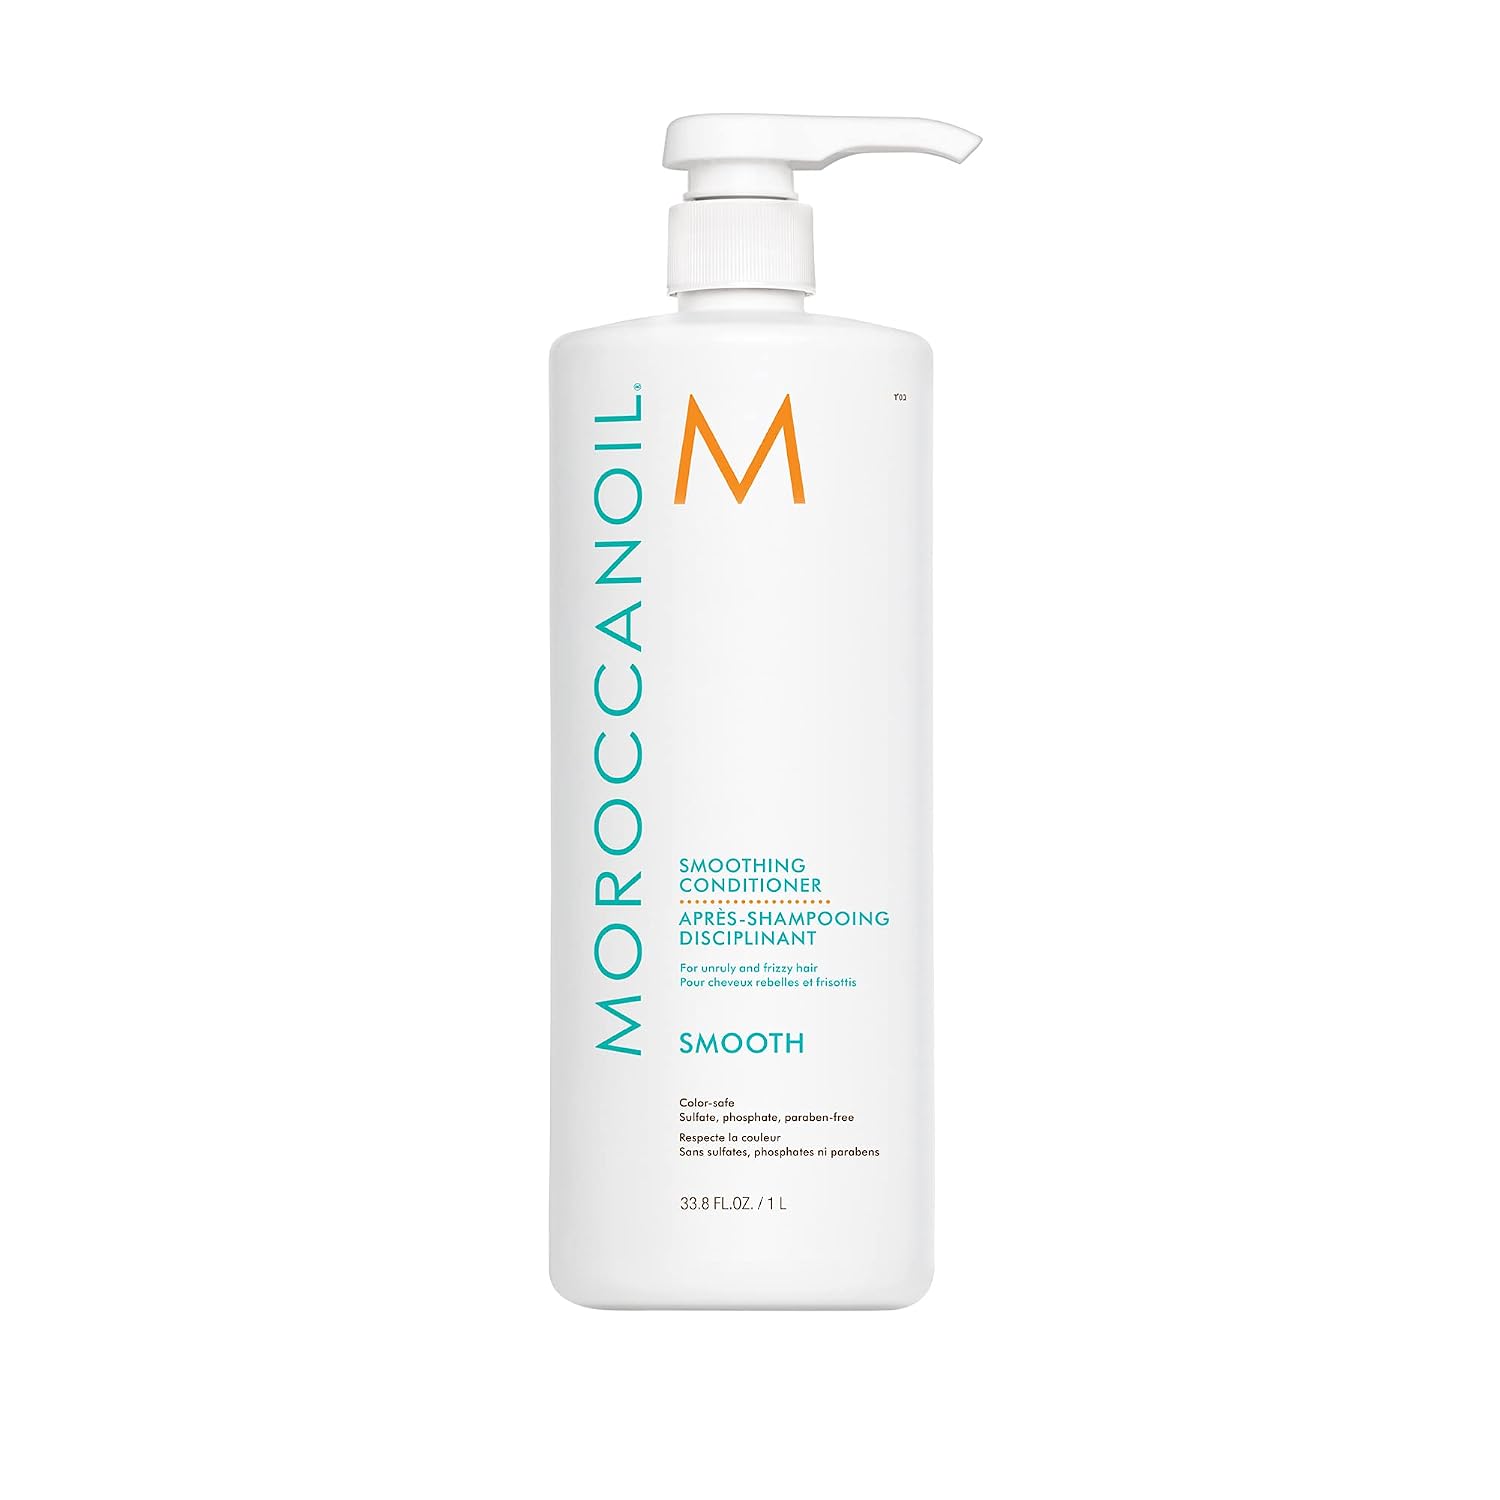 MOROCCANOIL®
M
SMOOTHING
CONDITIONER
APRÈS-SHAMPOOING
DISCIPLINANT
For unruly and frizzy hair
Pour cheveux rebelles et frisottis
SMOOTH
Color-safe
Sulfate, phosphate, paraben-free
Respecte la couleur
Sans sulfates, phosphates ni parabens
33.8 FL.OZ. / 1 L